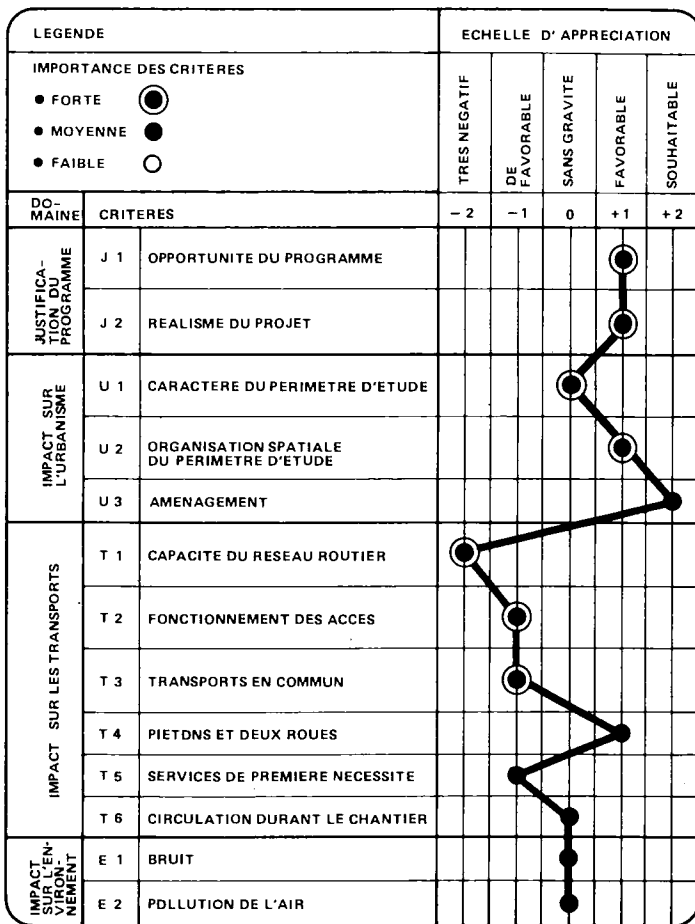 LEGENDE
ECHELLE D' APPRECIATION
IMPORTANCE DES CRITERES
• FORTE
• MOYENNE
• FAIBLE
TRES NEGATIF
DE
FAVORABLE
SANS GRAVITE
FAVORABLE
SOUHAITABLE
DO-
MAINE
CRITERES
−2 −1 0 +1 +2
JUSTIFICA-
TION DU
PROGRAMME
J 1 OPPORTUNITE DU PROGRAMME
J 2 REALISME DU PROJET
IMPACT SUR
L'URBANISME
U 1 CARACTERE DU PERIMETRE D'ETUDE
U 2 ORGANISATION SPATIALE
DU PERIMETRE D'ETUDE
U 3 AMENAGEMENT
IMPACT SUR LES TRANSPORTS
T 1 CAPACITE DU RESEAU ROUTIER
T 2 FONCTIONNEMENT DES ACCES
T 3 TRANSPORTS EN COMMUN
T 4 PIETDNS ET DEUX ROUES
T 5 SERVICES DE PREMIERE NECESSITE
T 6 CIRCULATION DURANT LE CHANTIER
IMPACT
SUR L'EN-
VIRON-
NEMENT
E 1 BRUIT
E 2 PDLLUTION DE L'AIR